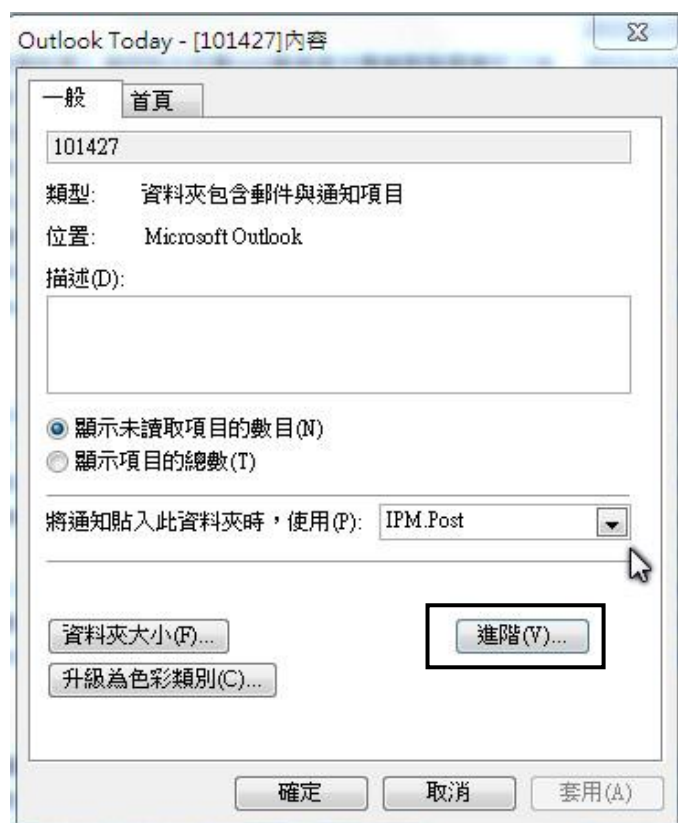 Outlook Today - [101427]內容
一般 首頁
101427
類型: 資料夾包含郵件與通知項目
位置: Microsoft Outlook
描述(D):
顯示未讀取項目的數目(N)
顯示項目的總數(T)
將通知貼入此資料夾時，使用(P): IPM.Post
資料夾大小(F)... 進階(V)...
升級為色彩類別(C)...
確定 取消 套用(A)